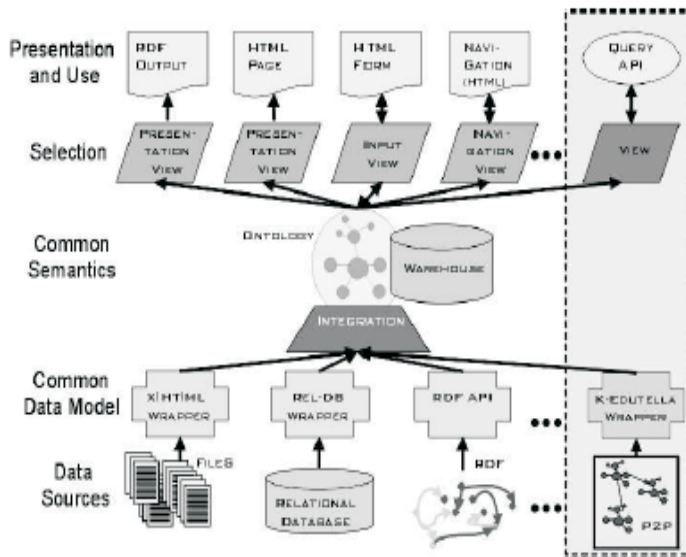 Presentation
and Use
RDF
OUTPUT
HTML
PAGE
HTML
FORM
NAVI-
GATION
(HTML)
QUERY
API
Selection
PRESEN-
TATION
VIEW
PRESEN-
TATION
VIEW
INPUT
VIEW
NAVI-
GATION
VIEW
VIEW
Common
Semantics
ONTOLOGY
WAREHOUSE
INTEGRATION
Common
Data Model
X/HTML
WRAPPER
REL-DB
WRAPPER
RDF API
K-EDUTELLA
WRAPPER
Data
Sources
FILES
RELATIONAL
DATABASE
RDF
P2P